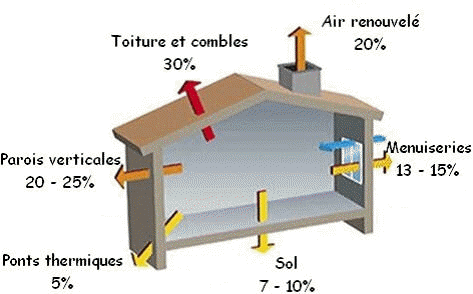 Air renouvelé
20%
Toiture et combles
30%
Parois verticales
20 - 25%
Menuiseries
13 - 15%
Ponts thermiques
5%
Sol
7 - 10%